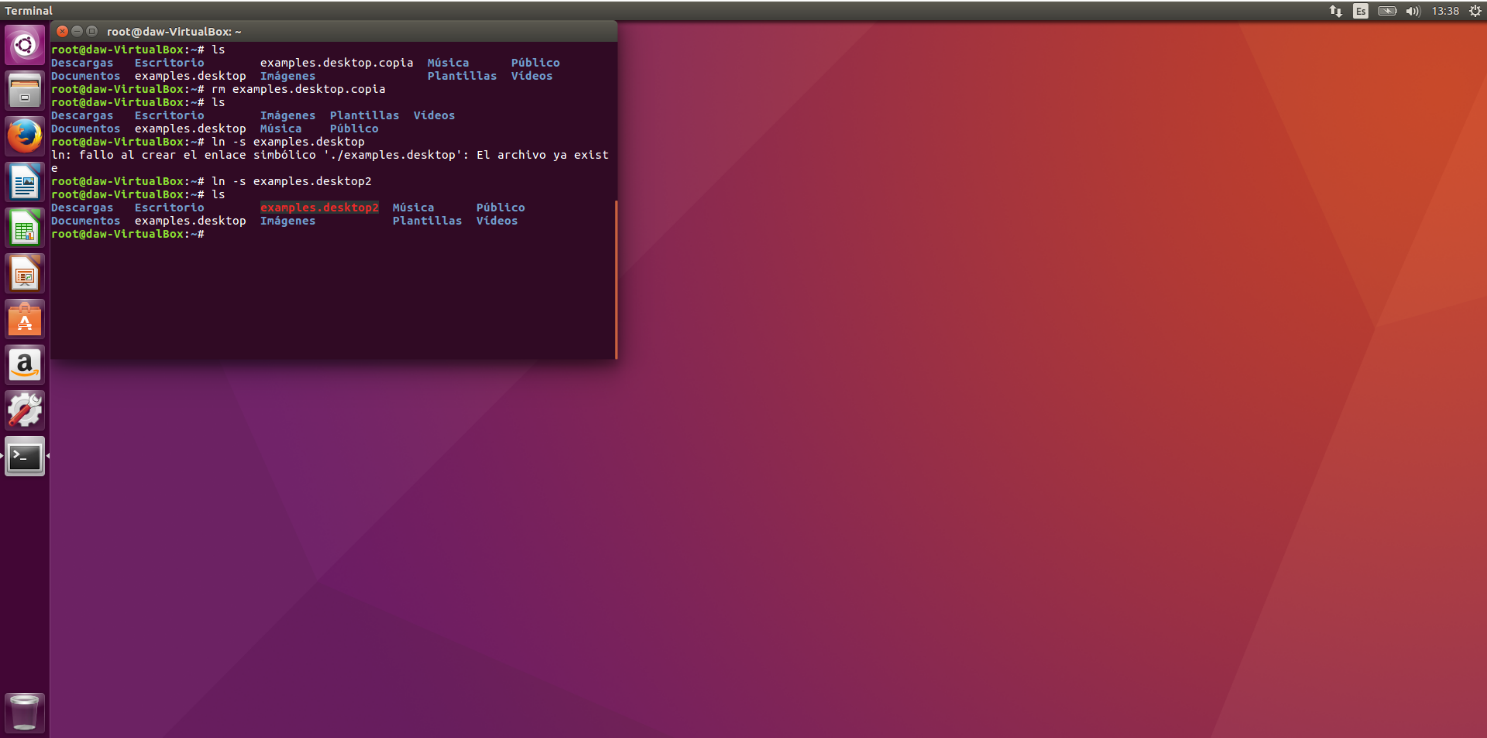 Terminal
Es
13:38
root@daw-VirtualBox: ~
root@daw-VirtualBox:~# ls
Descargas   Escritorio        examples.desktop.copia  Música      Público
Documentos  examples.desktop  Imágenes                Plantillas  Vídeos
root@daw-VirtualBox:~# rm examples.desktop.copia
root@daw-VirtualBox:~# ls
Descargas   Escritorio        Imágenes  Plantillas  Vídeos
Documentos  examples.desktop  Música    Público
root@daw-VirtualBox:~# ln -s examples.desktop
ln: fallo al crear el enlace simbólico './examples.desktop': El archivo ya exist
e
root@daw-VirtualBox:~# ln -s examples.desktop2
root@daw-VirtualBox:~# ls
Descargas   Escritorio        examples.desktop2  Música      Público
Documentos  examples.desktop  Imágenes           Plantillas  Vídeos
root@daw-VirtualBox:~#